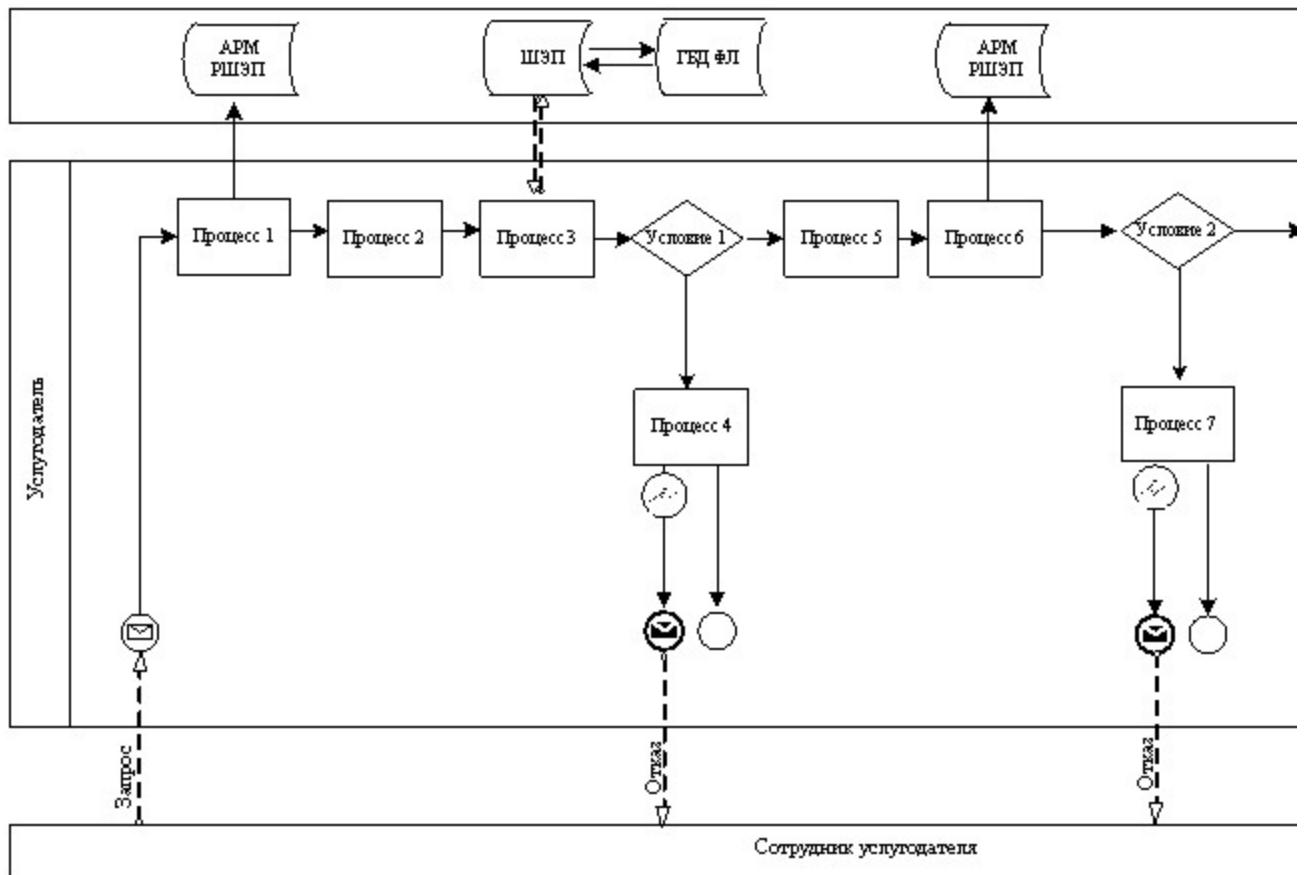 АРМ
РШЭП
ШЭП
ГБД ФЛ
АРМ
РШЭП
Услугодатель
Процесс 1
Процесс 2
Процесс 3
Условие 1
Процесс 5
Процесс 6
Условие 2
Процесс 4
Процесс 7
Запрос
Отказ
Отказ
Сотрудник услугодателя